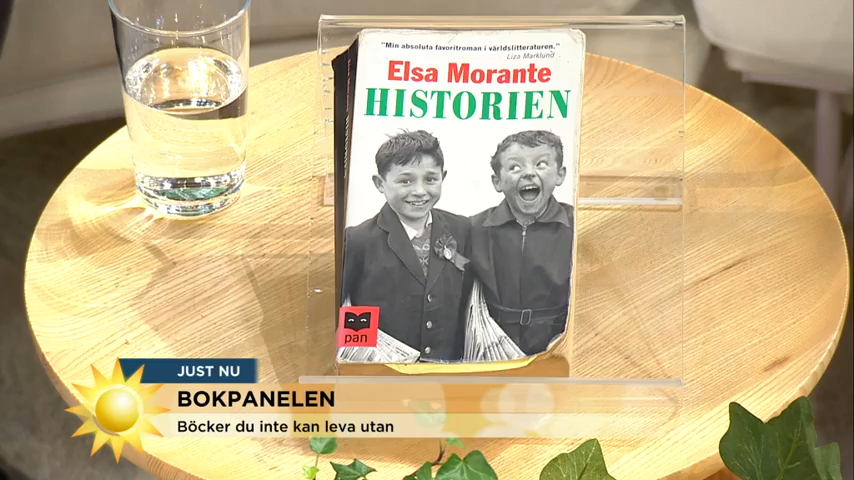 "Min absoluta favoritroman i världslitteraturen."
Liza Marklund
Elsa Morante
HISTORIEN
pan
JUST NU
BOKPANELEN
Böcker du inte kan leva utan